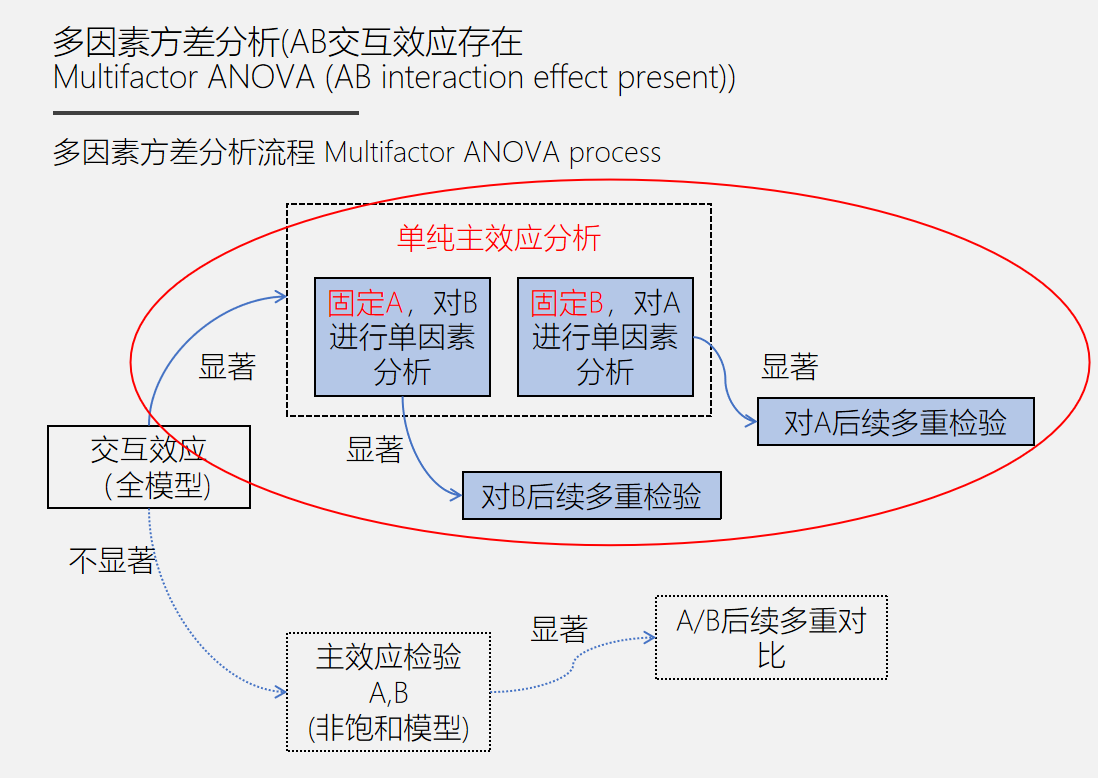 多因素方差分析(AB交互效应存在
Multifactor ANOVA (AB interaction effect present))
多因素方差分析流程 Multifactor ANOVA process
单纯主效应分析
固定A，对B
进行单因素
分析
固定B，对A
进行单因素
分析
显著
显著
对A后续多重检验
交互效应
（全模型)
显著
对B后续多重检验
不显著
主效应检验
A,B
(非饱和模型)
显著
A/B后续多重对
比